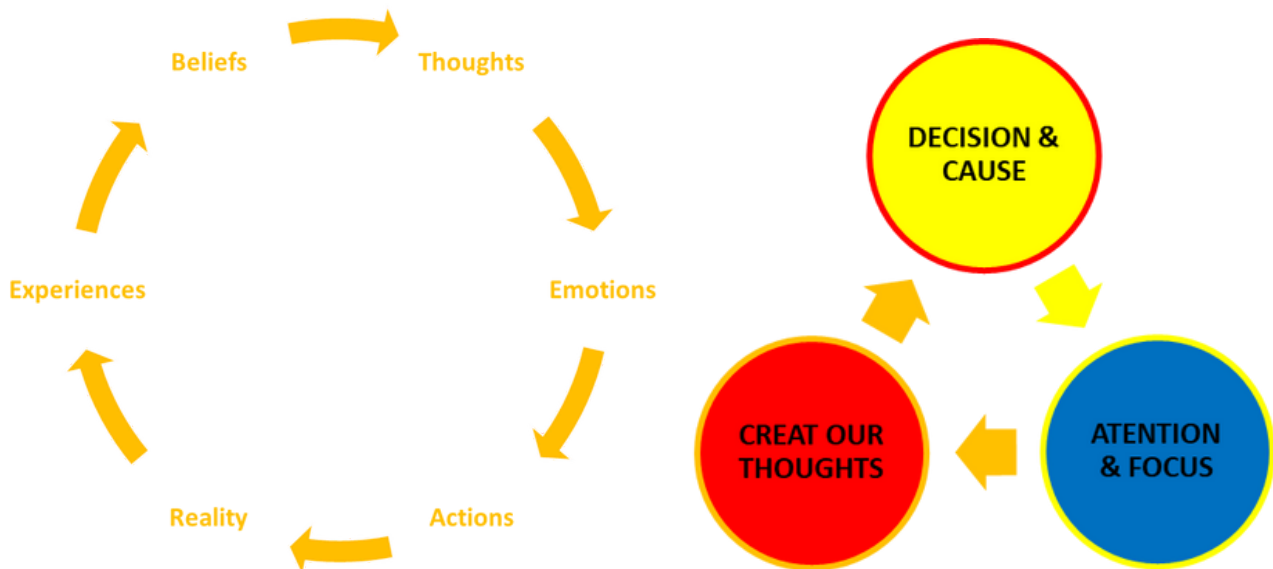 Beliefs
Thoughts
Experiences
Emotions
Reality
Actions
DECISION &
CAUSE
CREAT OUR
THOUGHTS
ATENTION
& FOCUS